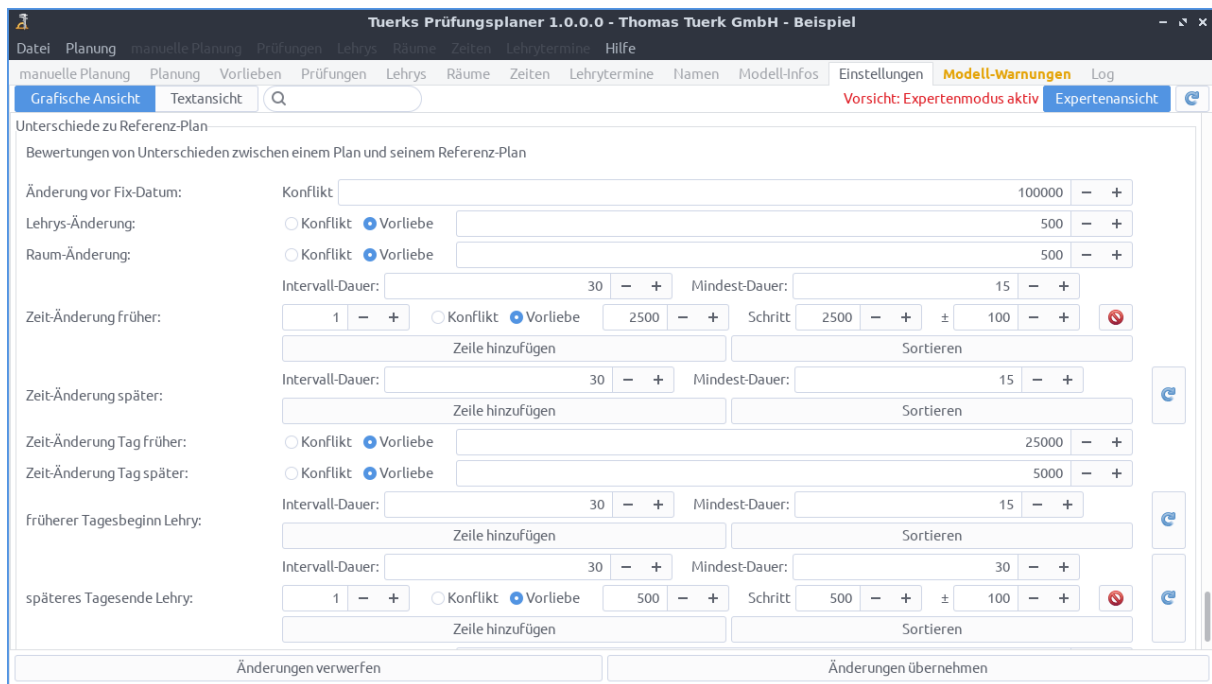 Tuerks Prüfungsplaner 1.0.0.0 - Thomas Tuerk GmbH - Beispiel
Datei Planung manuelle Planung Prüfungen Lehrys Räume Zeiten Lehrytermine Hilfe
manuelle Planung Planung Vorlieben Prüfungen Lehrys Räume Zeiten Lehrytermine Namen Modell-Infos Einstellungen Modell-Warnungen Log
Grafische Ansicht Textansicht Vorsicht: Expertenmodus aktiv Expertenansicht
Unterschiede zu Referenz-Plan
Bewertungen von Unterschieden zwischen einem Plan und seinem Referenz-Plan
Änderung vor Fix-Datum: Konflikt 100000 − +
Lehrys-Änderung: Konflikt Vorliebe 500 − +
Raum-Änderung: Konflikt Vorliebe 500 − +
Intervall-Dauer: 30 − + Mindest-Dauer: 15 − +
Zeit-Änderung früher: 1 − + Konflikt Vorliebe 2500 − + Schritt 2500 − + ± 100 − +
Zeile hinzufügen Sortieren
Intervall-Dauer: 30 − + Mindest-Dauer: 15 − +
Zeit-Änderung später:
Zeile hinzufügen Sortieren
Zeit-Änderung Tag früher: Konflikt Vorliebe 25000 − +
Zeit-Änderung Tag später: Konflikt Vorliebe 5000 − +
Intervall-Dauer: 30 − + Mindest-Dauer: 15 − +
früherer Tagesbeginn Lehry:
Zeile hinzufügen Sortieren
Intervall-Dauer: 30 − + Mindest-Dauer: 30 − +
späteres Tagesende Lehry: 1 − + Konflikt Vorliebe 500 − + Schritt 500 − + ± 100 − +
Zeile hinzufügen Sortieren
Änderungen verwerfen Änderungen übernehmen